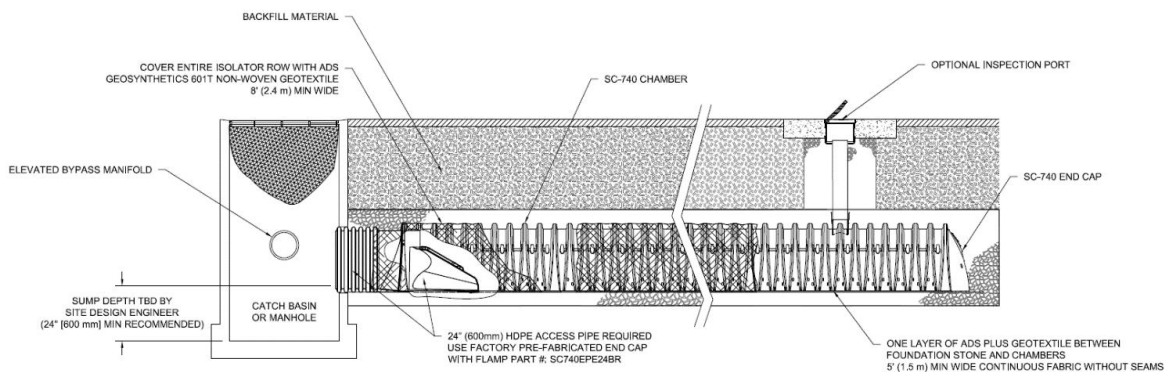 BACKFILL MATERIAL
COVER ENTIRE ISOLATOR ROW WITH ADS
GEOSYNTHETICS 601T NON-WOVEN GEOTEXTILE
8' (2.4 m) MIN WIDE
SC-740 CHAMBER
OPTIONAL INSPECTION PORT
ELEVATED BYPASS MANIFOLD
SC-740 END CAP
SUMP DEPTH TBD BY
SITE DESIGN ENGINEER
(24" [600 mm] MIN RECOMMENDED)
CATCH BASIN
OR MANHOLE
24" (600mm) HDPE ACCESS PIPE REQUIRED
USE FACTORY PRE-FABRICATED END CAP
WITH FLAMP PART #: SC740EPE24BR
ONE LAYER OF ADS PLUS GEOTEXTILE BETWEEN
FOUNDATION STONE AND CHAMBERS
5' (1.5 m) MIN WIDE CONTINUOUS FABRIC WITHOUT SEAMS